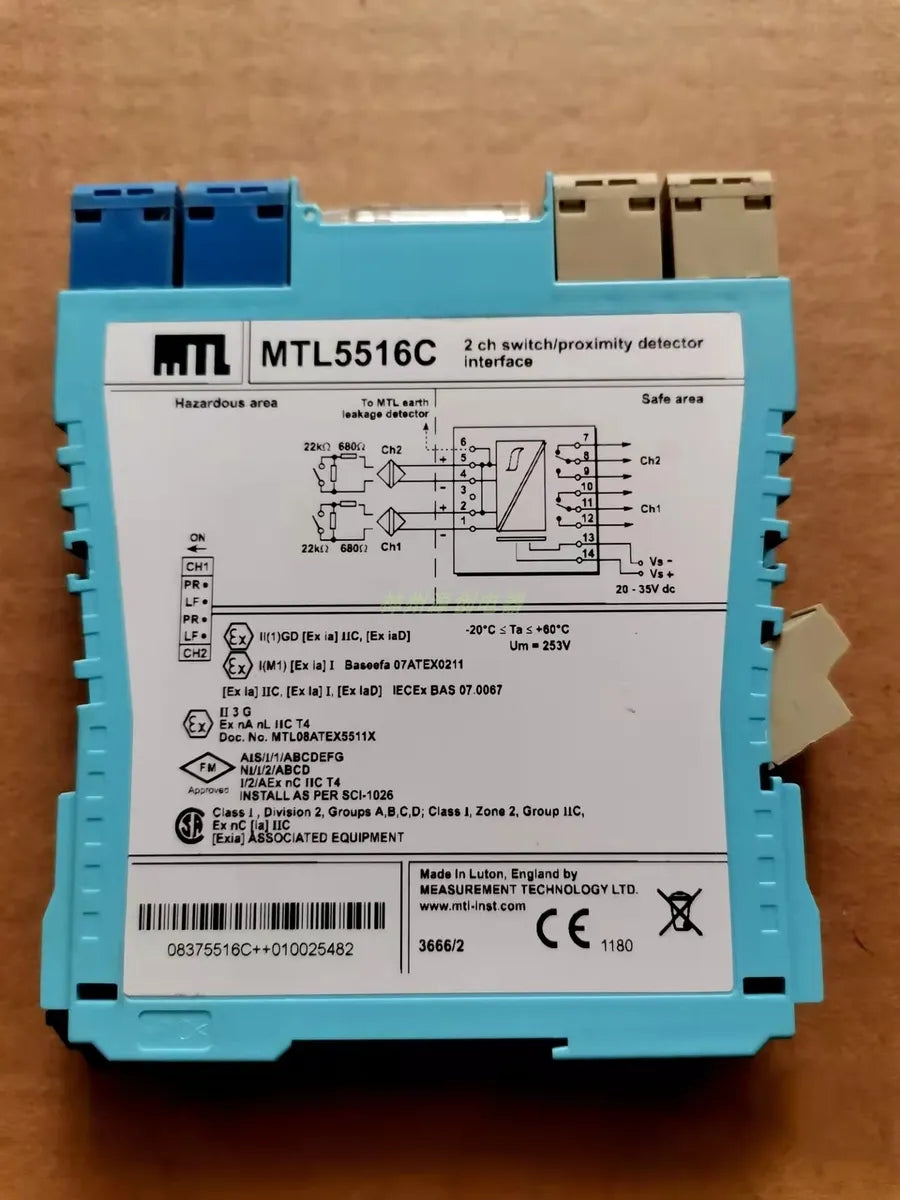 MTL
MTL5516C
2 ch switch/proximity detector
interface
Hazardous area
To MTL earth
leakage detector
Safe area
22kΩ 680Ω
Ch2
+
-
6
5
4
3
2
1
7
8
9
10
11
12
13
14
Ch2
Ch1
22kΩ 680Ω
Ch1
+
-
Vs -
Vs +
20 - 35V dc
ON
CH1
PR
LF
PR
LF
CH2
Ex II(1)GD [Ex ia] IIC, [Ex iaD]
-20°C ≤ Ta ≤ +60°C
Um = 253V
Ex I(M1) [Ex ia] I Baseefa 07ATEX0211
[Ex ia] IIC, [Ex ia] I, [Ex iaD] IECEx BAS 07.0067
Ex II 3 G
Ex nA nL IIC T4
Doc. No. MTL08ATEX5511X
FM
Approved
AIS/I/1/ABCDEFG
NI/I/2/ABCD
I/2/AEx nC IIC T4
INSTALL AS PER SCI-1026
SA
Class I , Division 2, Groups A,B,C,D; Class I, Zone 2, Group IIC,
Ex nC [ia] IIC
[Exia] ASSOCIATED EQUIPMENT
08375516C++010025482
Made in Luton, England by
MEASUREMENT TECHNOLOGY LTD.
www.mtl-inst.com
3666/2
CE 1180